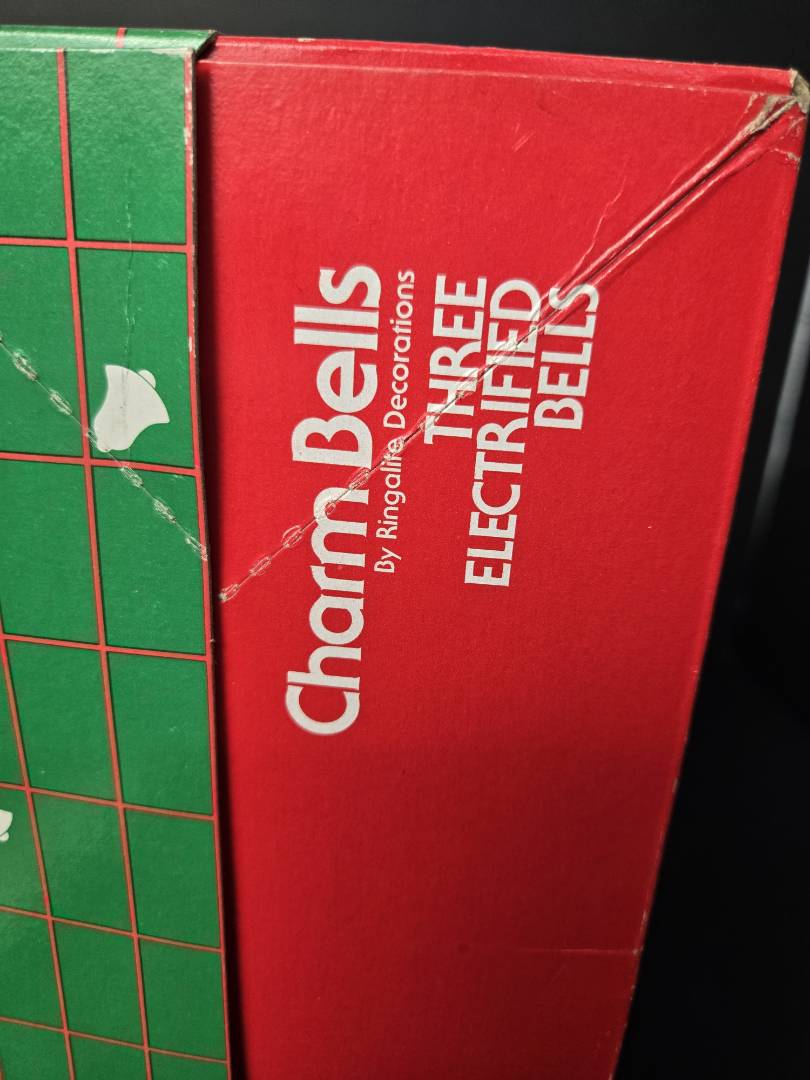 Charm Bells
By Ringalite Decorations
THREE
ELECTRIFIED
BELLS